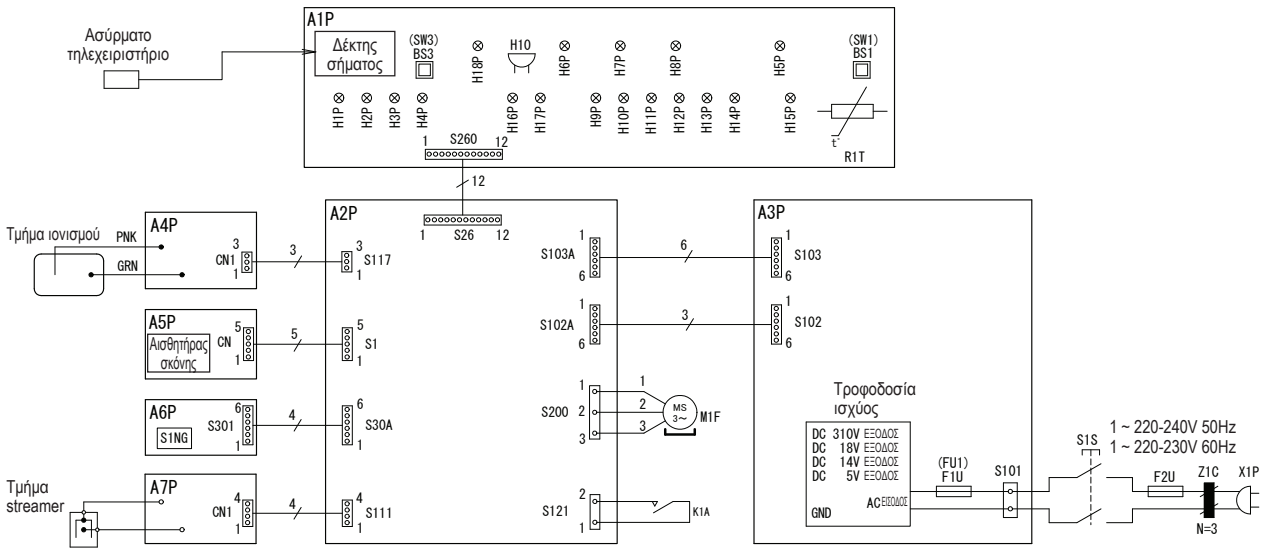 Ασύρματο
τηλεχειριστήριο
A1P
Δέκτης
σήματος
(SW3)
BS3
H18P
H10
H6P
H7P
H8P
H5P
(SW1)
BS1
H1P
H2P
H3P
H4P
H16P
H17P
H9P
H10P
H11P
H12P
H13P
H14P
H15P
t°
R1T
1 S260 12
12
A2P
1 S26 12
Τμήμα ιονισμού
PNK
GRN
A4P
3
CN1
1
3
3
S117
1
A5P
Αισθητήρας
σκόνης
5
CN
1
5
5
S1
1
A6P
S1NG
6
S301
1
4
6
S30A
1
Τμήμα
streamer
A7P
4
CN1
1
4
4
S111
1
1
S103A
6
6
1
S103
6
1
S102A
6
3
1
S102
6
1
S200 2
3
1
2
3
MS
3~
M1F
2
S121
1
K1A
A3P
Τροφοδοσία
ισχύος
DC 310V ΕΞΟΔΟΣ
DC 18V ΕΞΟΔΟΣ
DC 14V ΕΞΟΔΟΣ
DC 5V ΕΞΟΔΟΣ
AC ΕΙΣΟΔΟΣ
GND
(FU1)
F1U
S101
S1S
1 ~ 220-240V 50Hz
1 ~ 220-230V 60Hz
F2U
Z1C
N=3
X1P